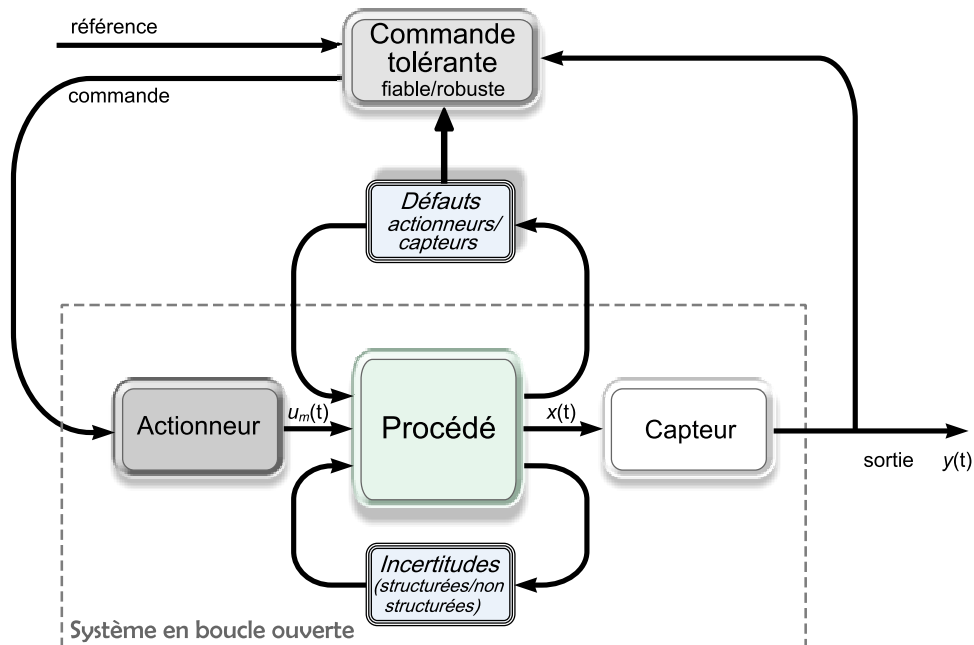 référence
Commande
tolérante
fiable/robuste
commande
Défauts
actionneurs/
capteurs
Actionneur
um(t)
Procédé
x(t)
Capteur
sortie
y(t)
Incertitudes
(structurées/non
structurées)
Système en boucle ouverte